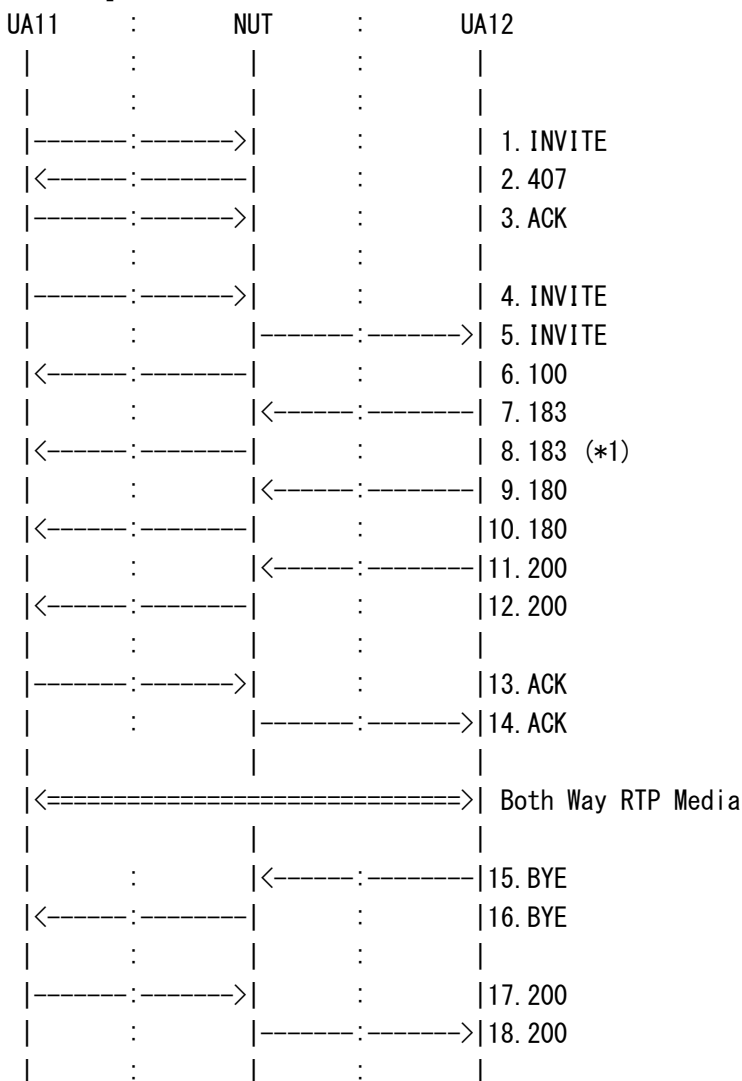 UA11 : NUT : UA12
| : | : |
| : | : |
|-------:------->| : | 1. INVITE
|<------:--------| : | 2. 407
|-------:------->| : | 3. ACK
| : | : |
|-------:------->| : | 4. INVITE
| : |-------:------->| 5. INVITE
|<------:--------| : | 6. 100
| : |<------:--------| 7. 183
|<------:--------| : | 8. 183 (*1)
| : |<------:--------| 9. 180
|<------:--------| : |10. 180
| : |<------:--------|11. 200
|<------:--------| : |12. 200
| : | : |
|-------:------->| : |13. ACK
| : |-------:------->|14. ACK
| | |
|<===============================>| Both Way RTP Media
| | |
| : |<------:--------|15. BYE
|<------:--------| : |16. BYE
| : | : |
|-------:------->| : |17. 200
| : |-------:------->|18. 200
| : | : |